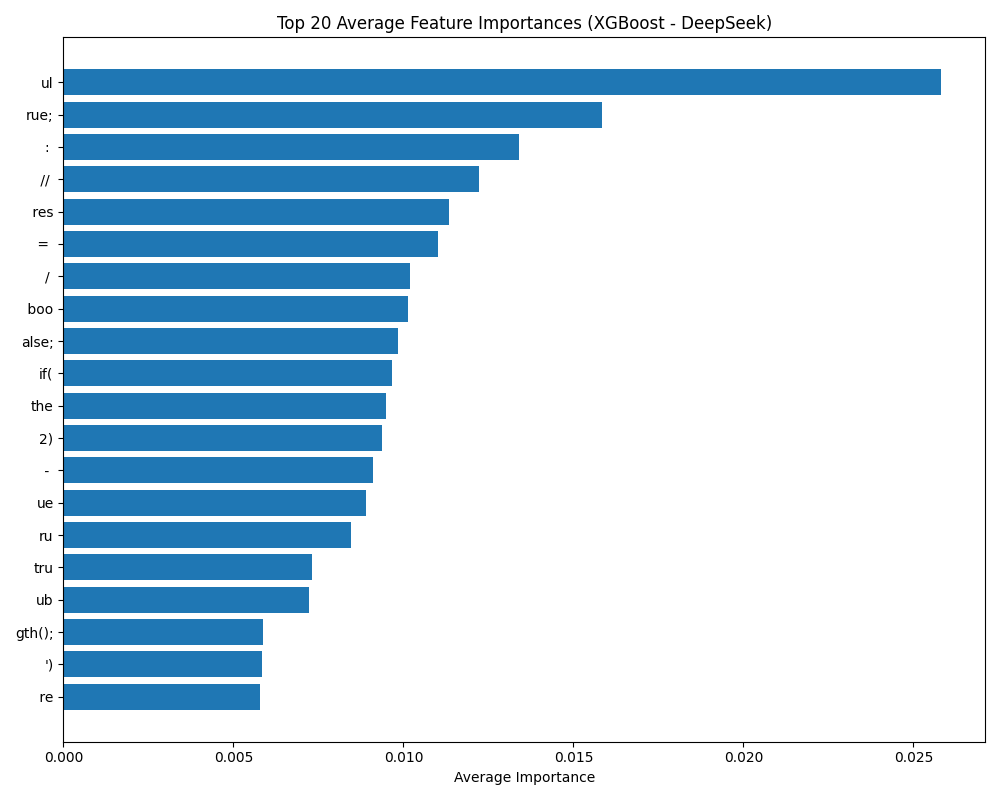 Top 20 Average Feature Importances (XGBoost - DeepSeek)
ul
rue;
:
//
res
=
/
boo
alse;
if(
the
2)
-
ue
ru
tru
ub
gth();
')
re
0.000 0.005 0.010 0.015 0.020 0.025
Average Importance